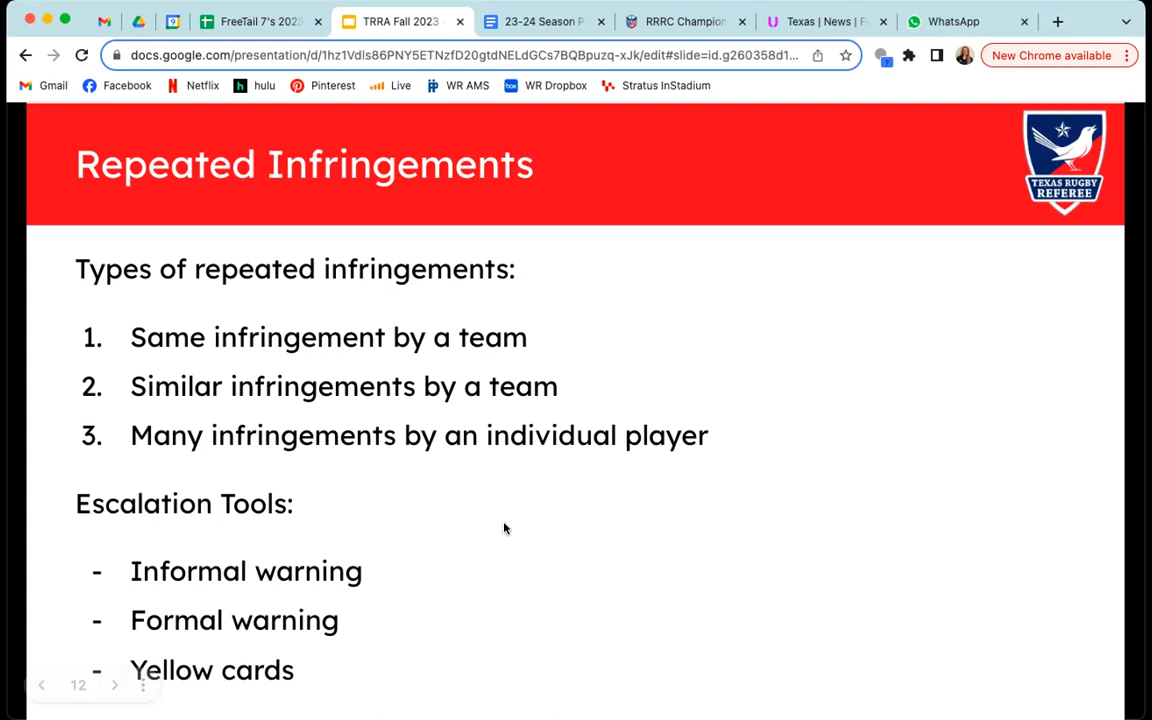 FreeTail 7's 2023
TRRA Fall 2023
23-24 Season P
RRRC Champion
Texas | News | F
WhatsApp
docs.google.com/presentation/d/1hz1Vdls86PNY5ETNzfD20gtdNELdGCs7BQBpuzq-xJk/edit#slide=id.g260358d1...
New Chrome available
Gmail
Facebook
Netflix
hulu
Pinterest
Live
WR AMS
WR Dropbox
Stratus InStadium
Repeated Infringements
TEXAS RUGBY
REFEREE
Types of repeated infringements:
1. Same infringement by a team
2. Similar infringements by a team
3. Many infringements by an individual player
Escalation Tools:
- Informal warning
- Formal warning
- Yellow cards
12